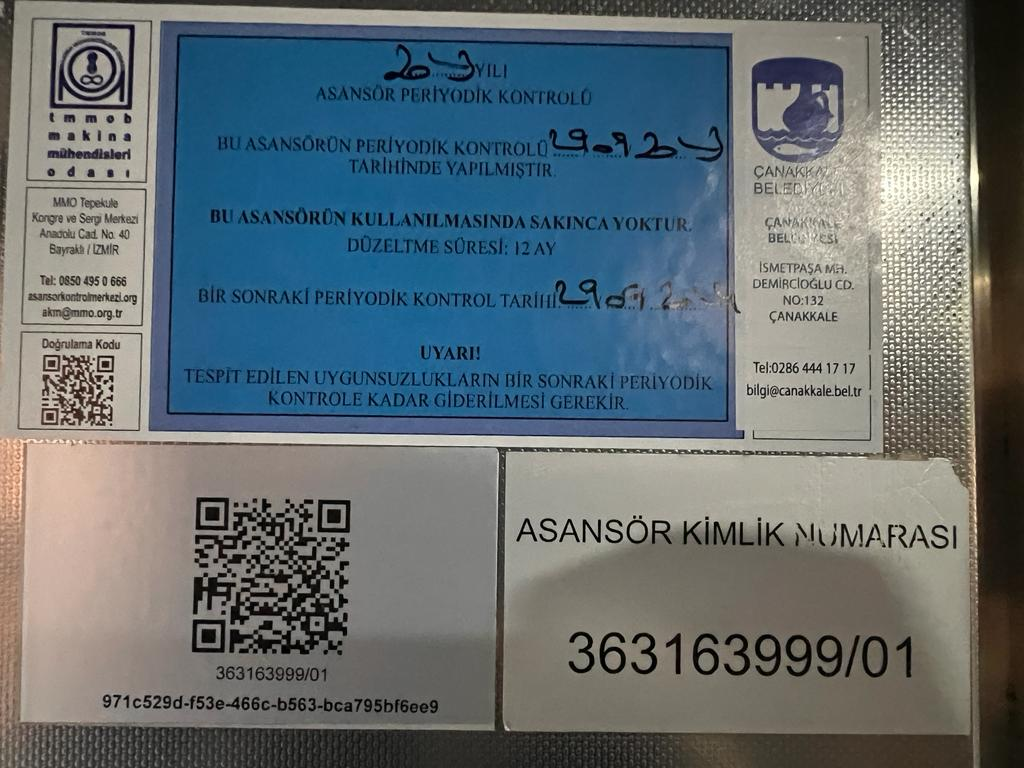 tmmob
makina
mühendisleri
odası
MMO Tepekule
Kongre ve Sergi Merkezi
Anadolu Cad. No. 40
Bayraklı / İZMİR
Tel: 0850 495 0 666
asansorkontrolmerkezi.org
akm@mmo.org.tr
Doğrulama Kodu
YILI
ASANSÖR PERİYODİK KONTROLÜ
BU ASANSÖRÜN PERİYODİK KONTROLÜ
TARİHİNDE YAPILMIŞTIR.
BU ASANSÖRÜN KULLANILMASINDA SAKINCA YOKTUR.
DÜZELTME SÜRESİ: 12 AY
BİR SONRAKİ PERİYODİK KONTROL TARİHİ:
UYARI!
TESPİT EDİLEN UYGUNSUZLUKLARIN BİR SONRAKİ PERİYODİK
KONTROLE KADAR GİDERİLMESİ GEREKİR.
ÇANAKKALE
BELEDİYESİ
ÇANAKKALE
BELEDİYESİ
İSMETPAŞA MH.
DEMİRCİOĞLU CD.
NO:132
ÇANAKKALE
Tel:0286 444 17 17
bilgi@canakkale.bel.tr
363163999/01
971c529d-f53e-466c-b563-bca795bf6ee9
ASANSÖR KİMLİK NUMARASI
363163999/01